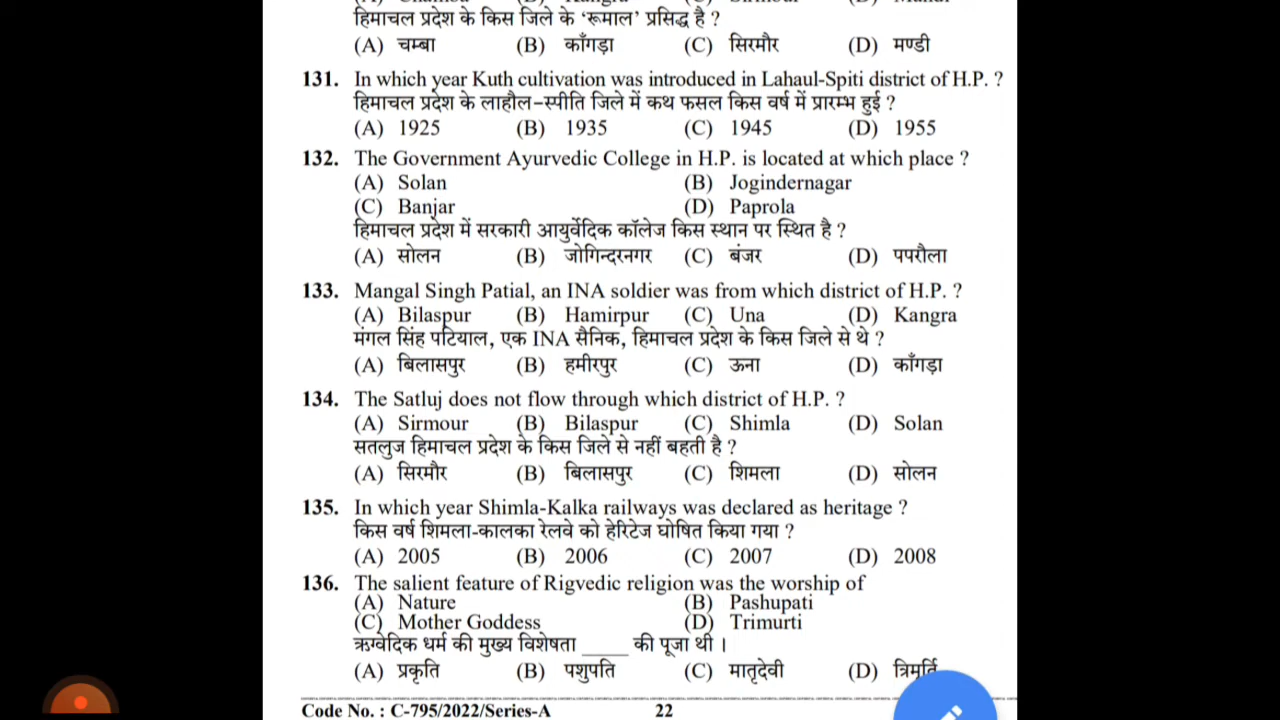 हिमाचल प्रदेश के किस जिले के ‘रूमाल’ प्रसिद्ध है ?
(A) चम्बा (B) काँगड़ा (C) सिरमौर (D) मण्डी
131. In which year Kuth cultivation was introduced in Lahaul-Spiti district of H.P. ?
हिमाचल प्रदेश के लाहौल-स्पीति जिले में कथ फसल किस वर्ष में प्रारम्भ हुई ?
(A) 1925 (B) 1935 (C) 1945 (D) 1955
132. The Government Ayurvedic College in H.P. is located at which place ?
(A) Solan (B) Jogindernagar
(C) Banjar (D) Paprola
हिमाचल प्रदेश में सरकारी आयुर्वेदिक कॉलेज किस स्थान पर स्थित है ?
(A) सोलन (B) जोगिन्दरनगर (C) बंजर (D) पपरौला
133. Mangal Singh Patial, an INA soldier was from which district of H.P. ?
(A) Bilaspur (B) Hamirpur (C) Una (D) Kangra
मंगल सिंह पटियाल, एक INA सैनिक, हिमाचल प्रदेश के किस जिले से थे ?
(A) बिलासपुर (B) हमीरपुर (C) ऊना (D) काँगड़ा
134. The Satluj does not flow through which district of H.P. ?
(A) Sirmour (B) Bilaspur (C) Shimla (D) Solan
सतलुज हिमाचल प्रदेश के किस जिले से नहीं बहती है ?
(A) सिरमौर (B) बिलासपुर (C) शिमला (D) सोलन
135. In which year Shimla-Kalka railways was declared as heritage ?
किस वर्ष शिमला-कालका रेलवे को हेरिटेज घोषित किया गया ?
(A) 2005 (B) 2006 (C) 2007 (D) 2008
136. The salient feature of Rigvedic religion was the worship of
(A) Nature (B) Pashupati
(C) Mother Goddess (D) Trimurti
ऋग्वेदिक धर्म की मुख्य विशेषता _____ की पूजा थी ।
(A) प्रकृति (B) पशुपति (C) मातृदेवी (D) त्रिमूर्ति
Code No. : C-795/2022/Series-A 22